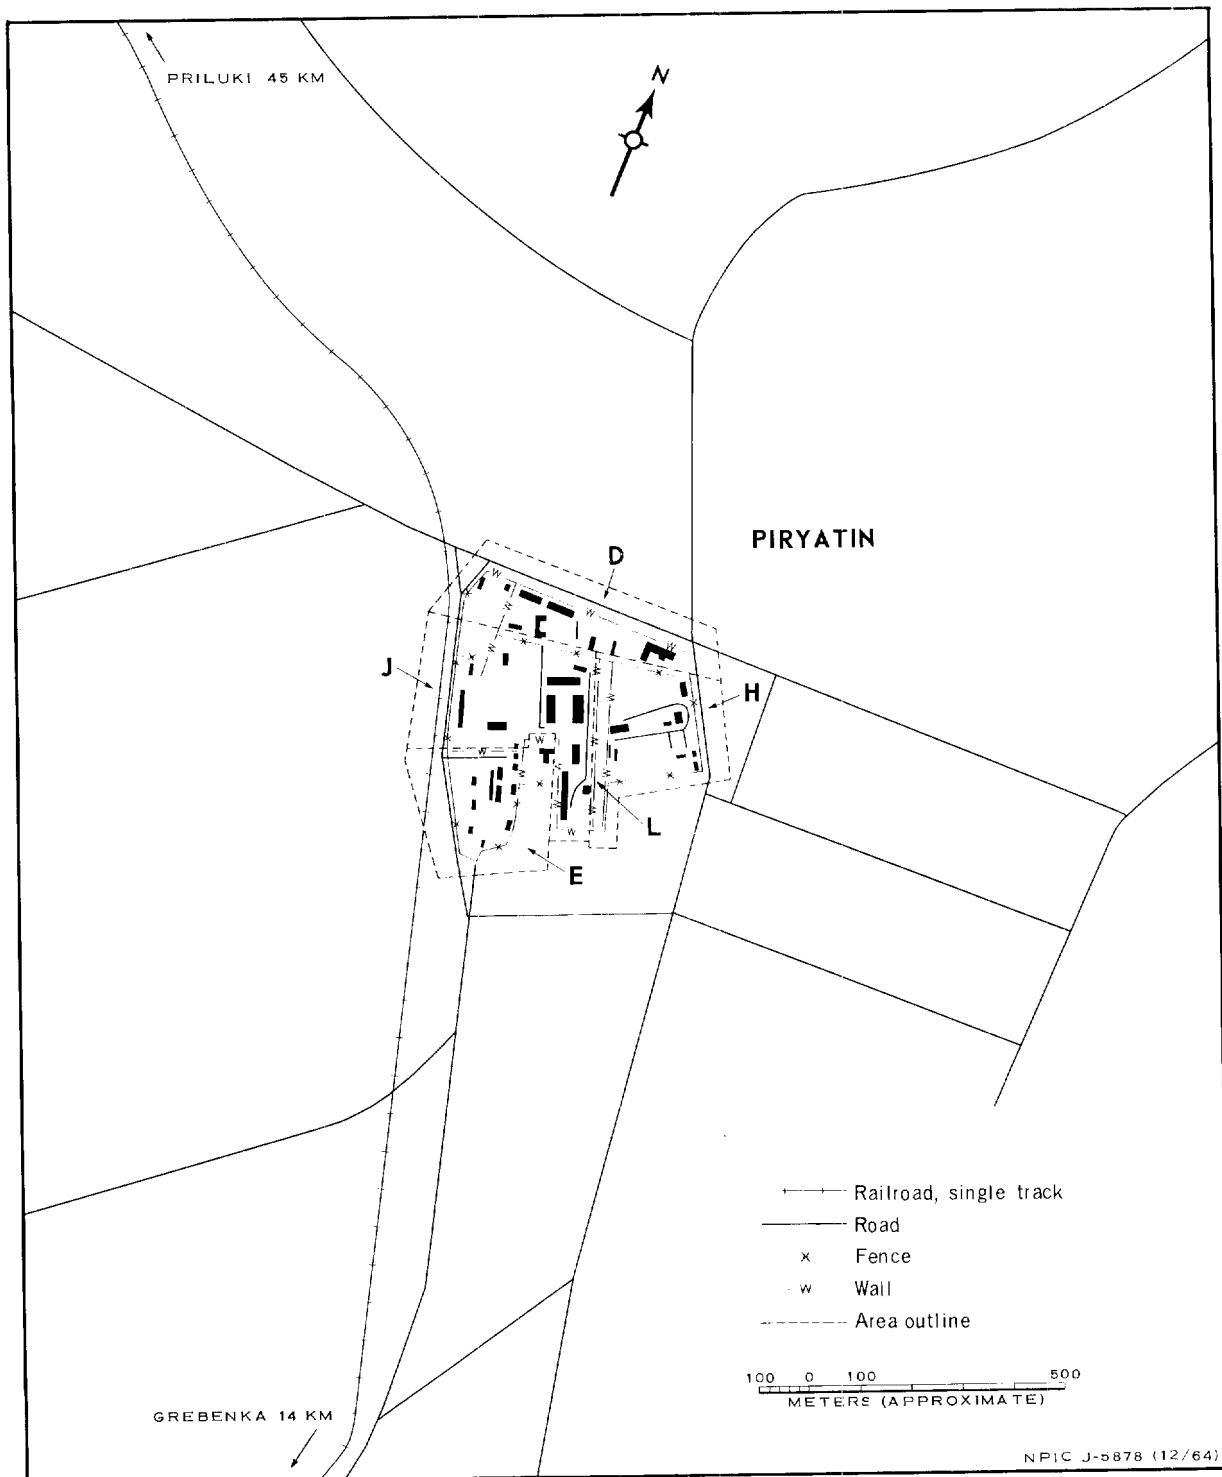 PRILUKI 45 KM
N
PIRYATIN
D
J
H
L
E
W
W
W
W
W
W
W
W
W
W
W
W
W
W
Railroad, single track
Road
x Fence
w Wall
Area outline
100 0 100 500
METERS (APPROXIMATE)
GREBENKA 14 KM
NPIC J-5878 (12/64)